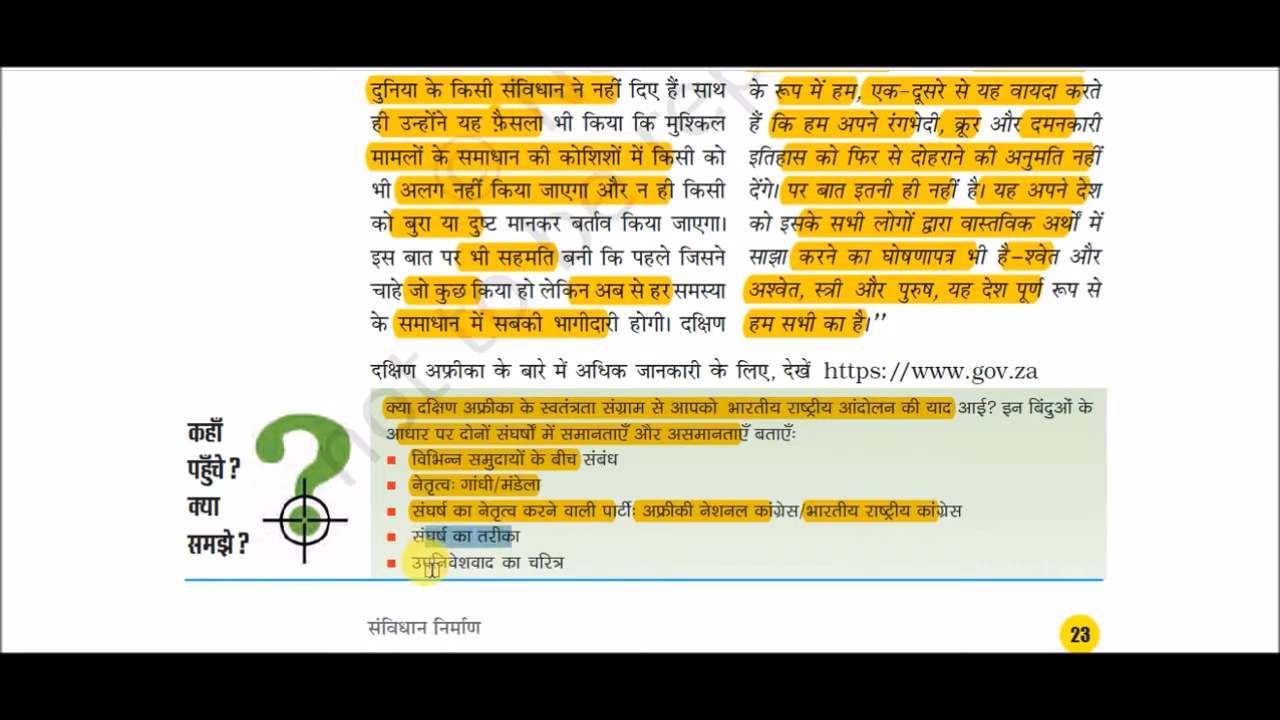 दुनिया के किसी संविधान ने नहीं दिए हैं। साथ
ही उन्होंने यह फ़ैसला भी किया कि मुश्किल
मामलों के समाधान की कोशिशों में किसी को
भी अलग नहीं किया जाएगा और न ही किसी
को बुरा या दुष्ट मानकर बर्ताव किया जाएगा।
इस बात पर भी सहमति बनी कि पहले जिसने
चाहे जो कुछ किया हो लेकिन अब से हर समस्या
के समाधान में सबकी भागीदारी होगी। दक्षिण
के रूप में हम, एक-दूसरे से यह वायदा करते
हैं कि हम अपने रंगभेदी, क्रूर और दमनकारी
इतिहास को फिर से दोहराने की अनुमति नहीं
देंगे। पर बात इतनी ही नहीं है। यह अपने देश
को इसके सभी लोगों द्वारा वास्तविक अर्थों में
साझा करने का घोषणापत्र भी है–श्वेत और
अश्वेत, स्त्री और पुरुष, यह देश पूर्ण रूप से
हम सभी का है।”
दक्षिण अफ्रीका के बारे में अधिक जानकारी के लिए, देखें https://www.gov.za
कहाँ
पहुँचे?
क्या
समझे?
क्या दक्षिण अफ्रीका के स्वतंत्रता संग्राम से आपको भारतीय राष्ट्रीय आंदोलन की याद आई? इन बिंदुओं के
आधार पर दोनों संघर्षों में समानताएँ और असमानताएँ बताएँः
■ विभिन्न समुदायों के बीच संबंध
■ नेतृत्वः गांधी/मंडेला
■ संघर्ष का नेतृत्व करने वाली पार्टीः अफ्रीकी नेशनल कांग्रेस/भारतीय राष्ट्रीय कांग्रेस
■ संघर्ष का तरीका
■ उपनिवेशवाद का चरित्र
संविधान निर्माण
23